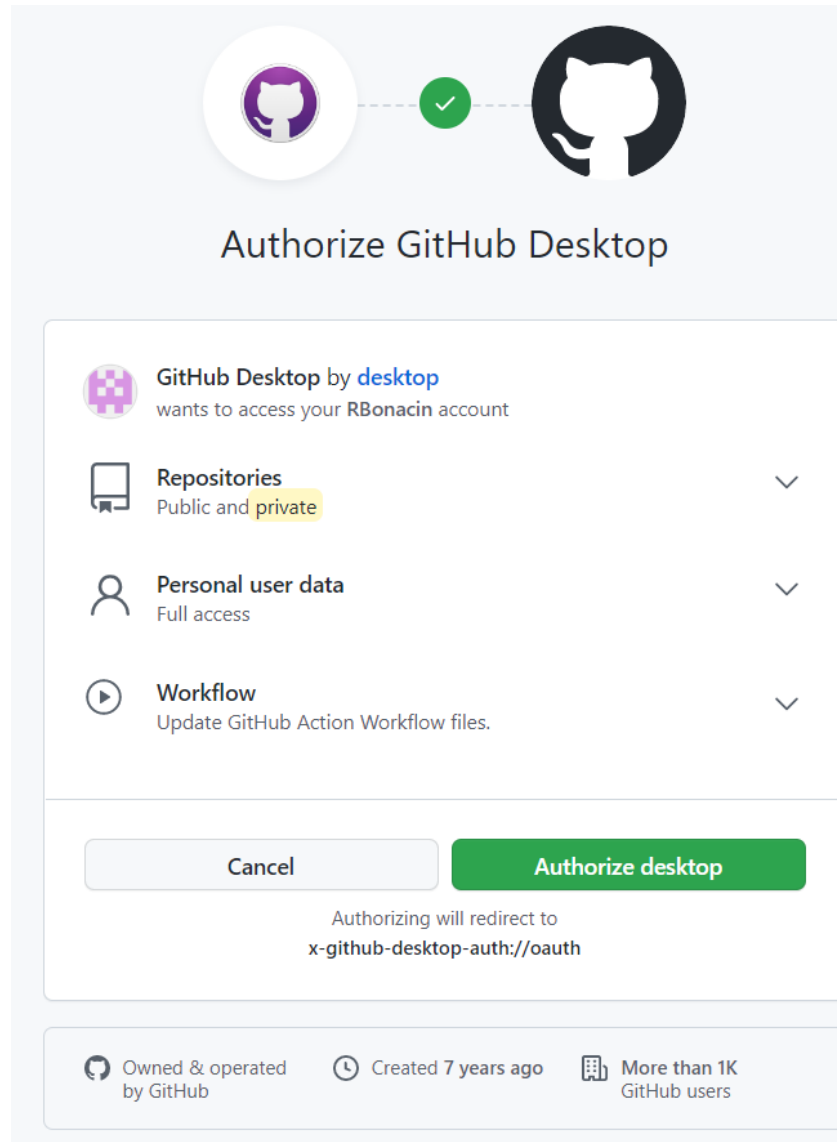 Authorize GitHub Desktop
GitHub Desktop by desktop
wants to access your RBonacin account
Repositories
Public and private
Personal user data
Full access
Workflow
Update GitHub Action Workflow files.
Cancel
Authorize desktop
Authorizing will redirect to
x-github-desktop-auth://oauth
Owned & operated
by GitHub
Created 7 years ago
More than 1K
GitHub users